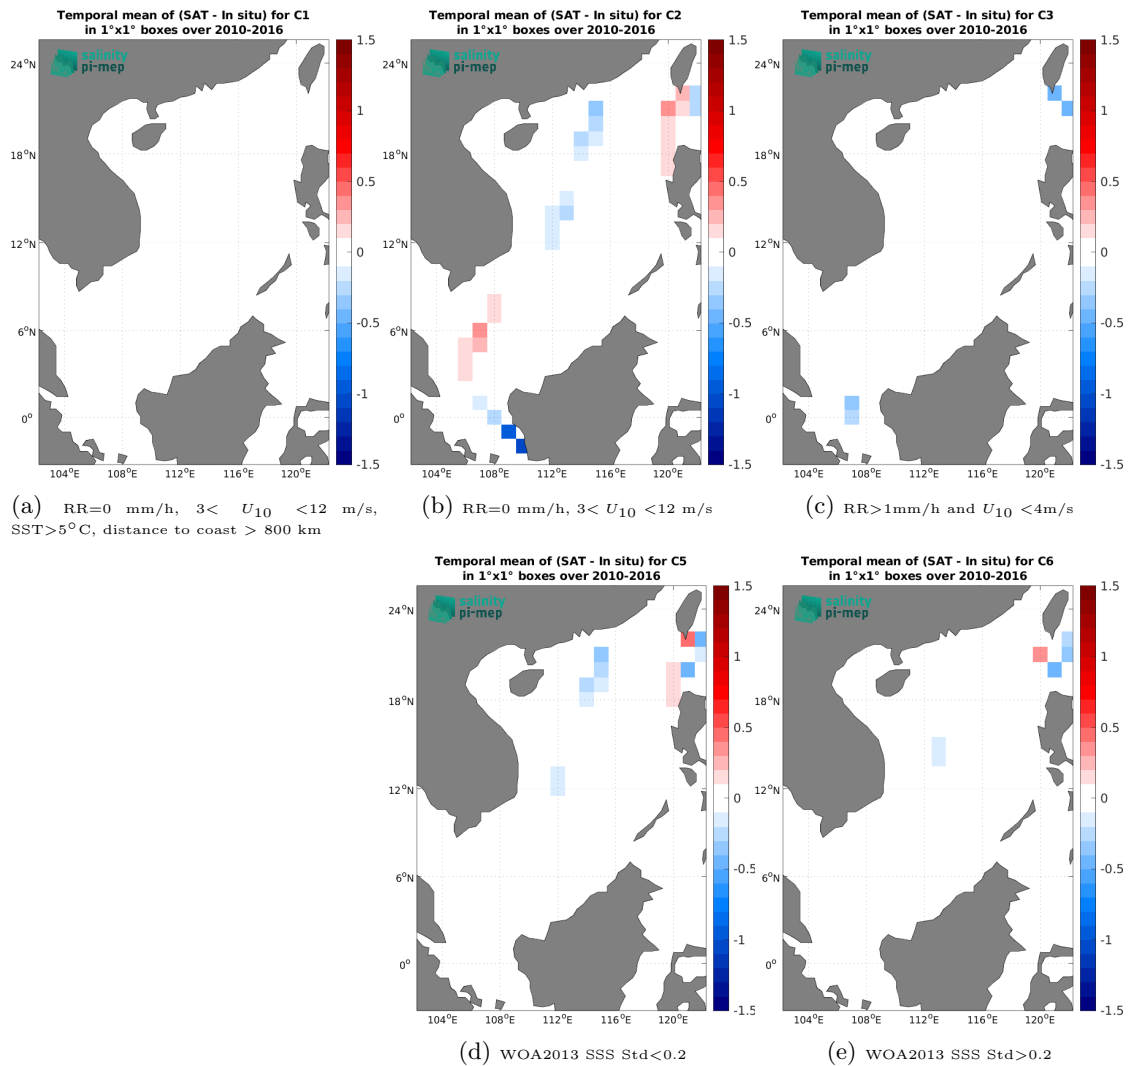 Temporal mean of (SAT - In situ) for C1
in 1°x1° boxes over 2010-2016
salinity
pi-mep
24°N
18°N
12°N
6°N
0°
104°E 108°E 112°E 116°E 120°E
1.5
1
0.5
0
-0.5
-1
-1.5
(a) RR=0 mm/h, 3< U10 <12 m/s,
SST>5°C, distance to coast > 800 km
Temporal mean of (SAT - In situ) for C2
in 1°x1° boxes over 2010-2016
salinity
pi-mep
24°N
18°N
12°N
6°N
0°
104°E 108°E 112°E 116°E 120°E
1.5
1
0.5
0
-0.5
-1
-1.5
(b) RR=0 mm/h, 3< U10 <12 m/s
Temporal mean of (SAT - In situ) for C3
in 1°x1° boxes over 2010-2016
salinity
pi-mep
24°N
18°N
12°N
6°N
0°
104°E 108°E 112°E 116°E 120°E
1.5
1
0.5
0
-0.5
-1
-1.5
(c) RR>1mm/h and U10 <4m/s
Temporal mean of (SAT - In situ) for C5
in 1°x1° boxes over 2010-2016
salinity
pi-mep
24°N
18°N
12°N
6°N
0°
104°E 108°E 112°E 116°E 120°E
1.5
1
0.5
0
-0.5
-1
-1.5
(d) WOA2013 SSS Std<0.2
Temporal mean of (SAT - In situ) for C6
in 1°x1° boxes over 2010-2016
salinity
pi-mep
24°N
18°N
12°N
6°N
0°
104°E 108°E 112°E 116°E 120°E
1.5
1
0.5
0
-0.5
-1
-1.5
(e) WOA2013 SSS Std>0.2